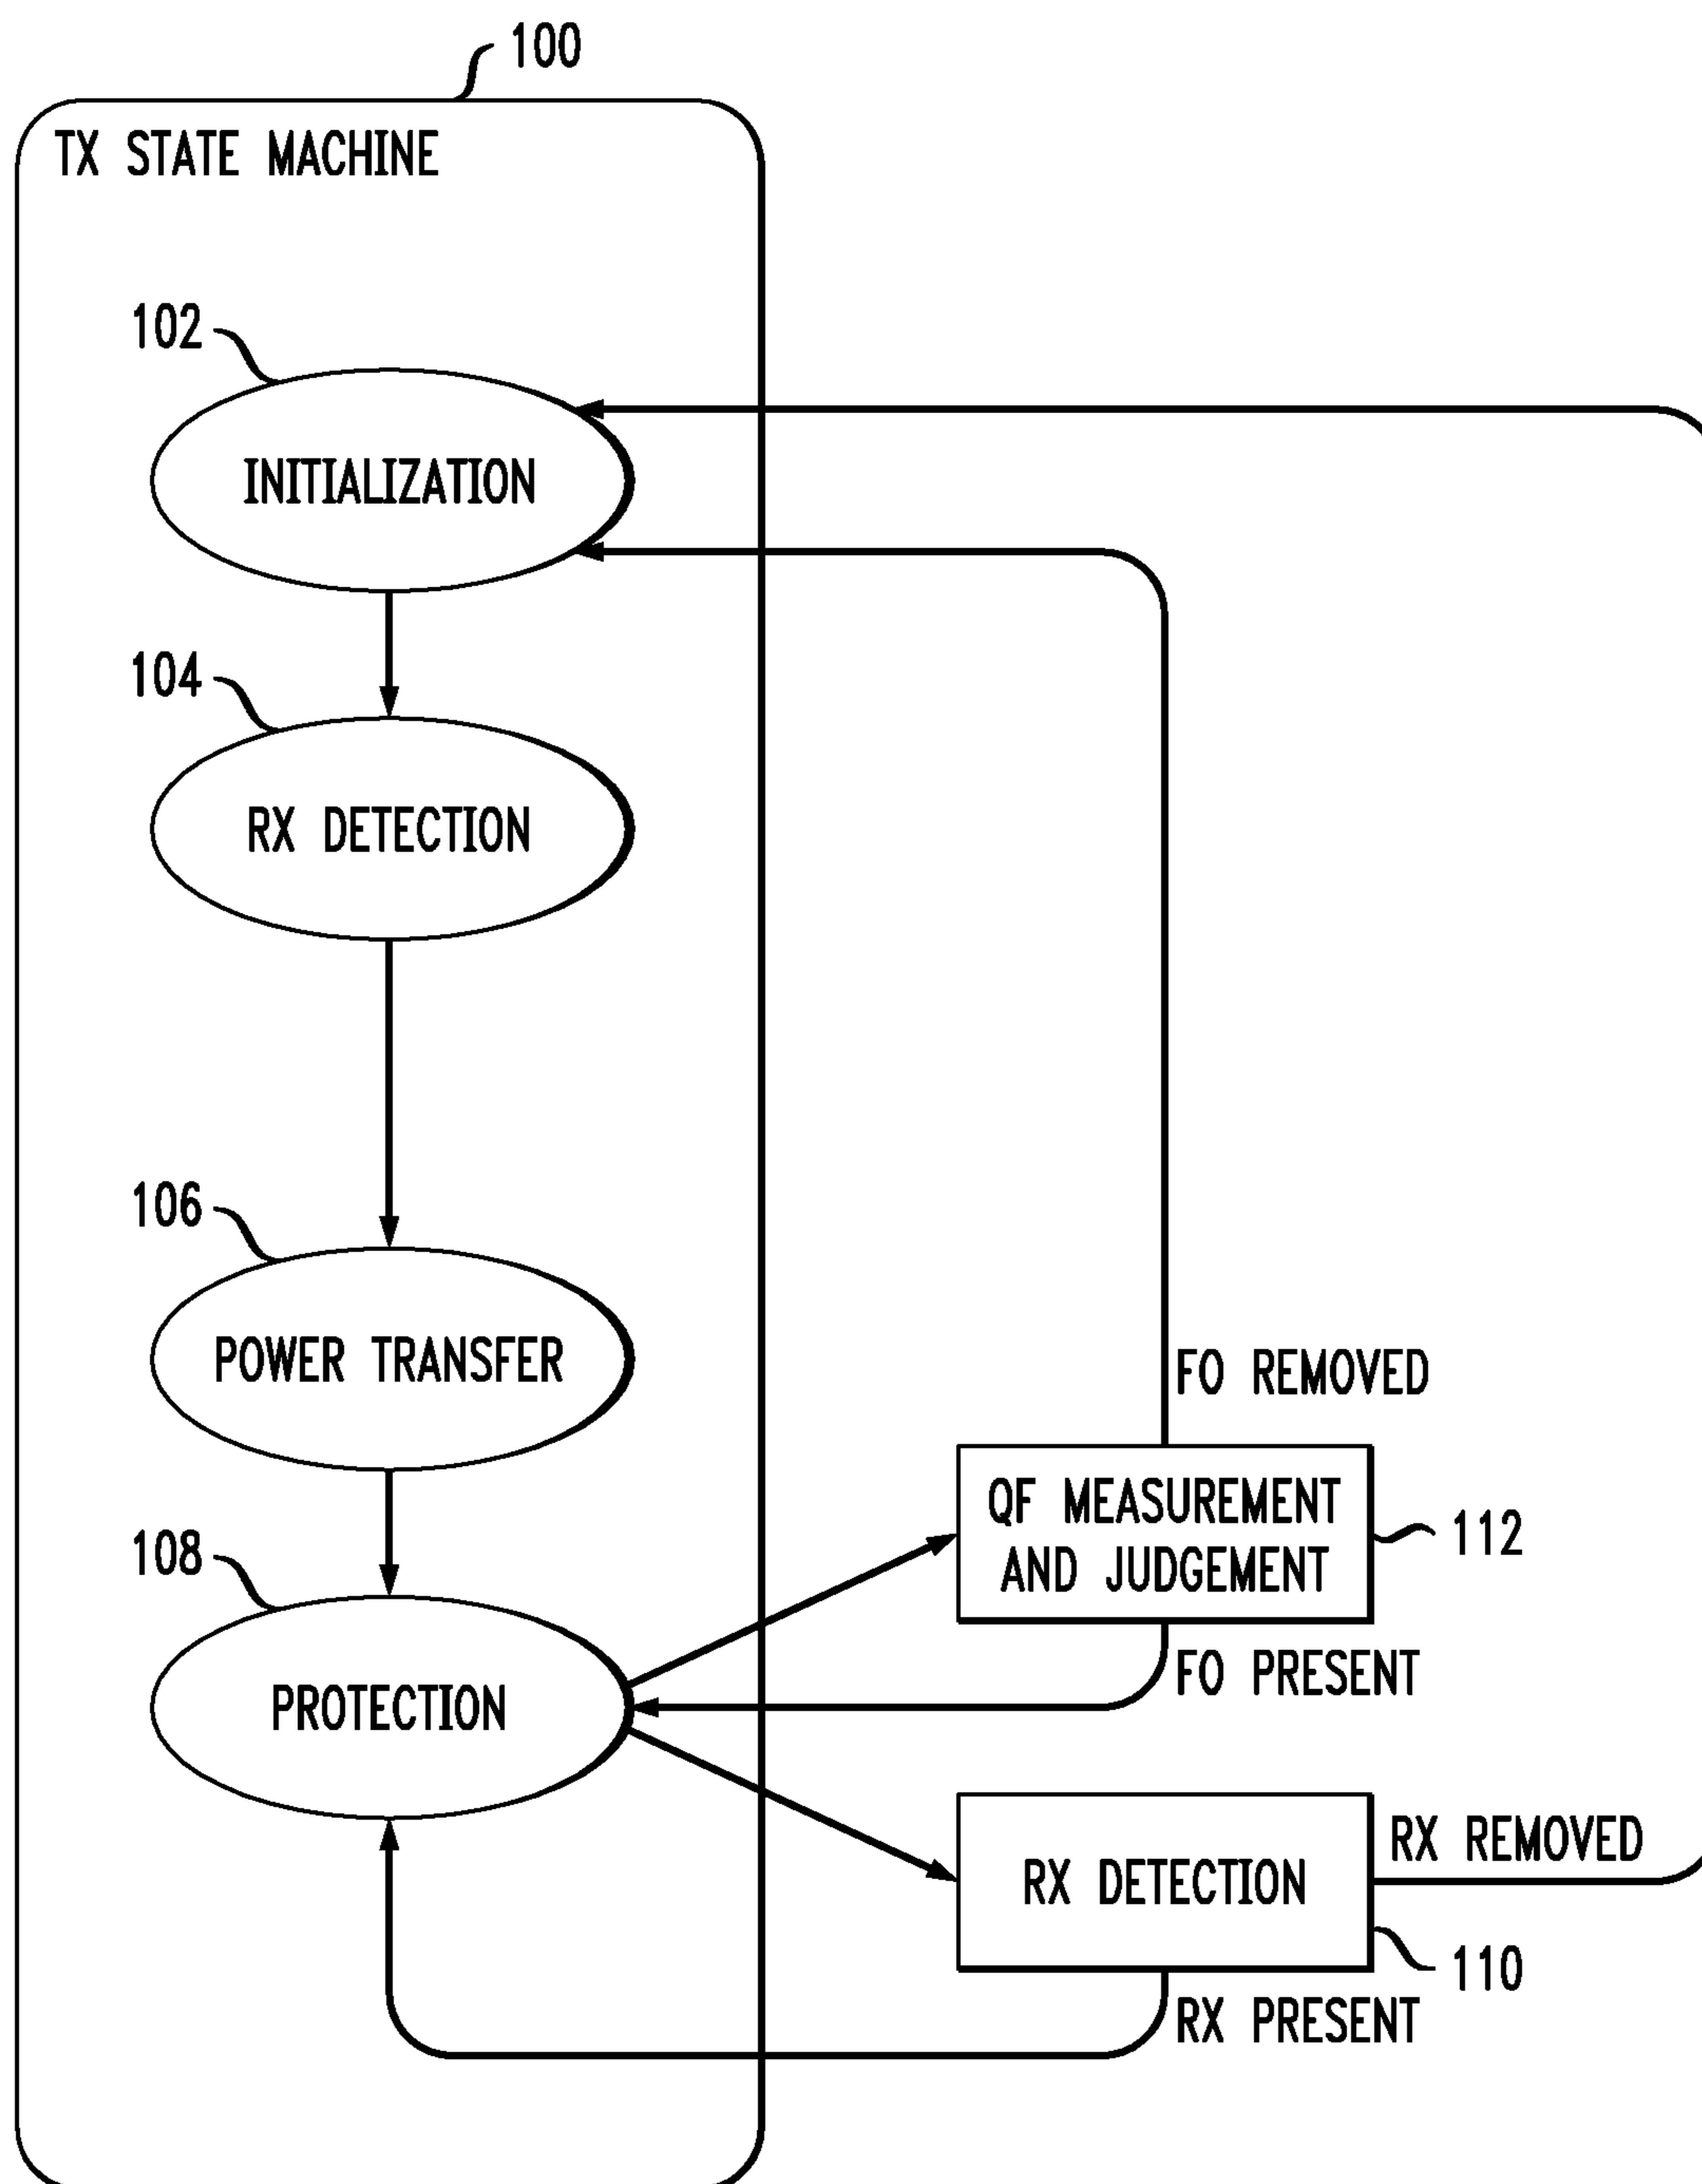 100
TX STATE MACHINE
102
INITIALIZATION
104
RX DETECTION
106
POWER TRANSFER
FO REMOVED
QF MEASUREMENT
AND JUDGEMENT
112
108
FO PRESENT
PROTECTION
RX REMOVED
RX DETECTION
110
RX PRESENT